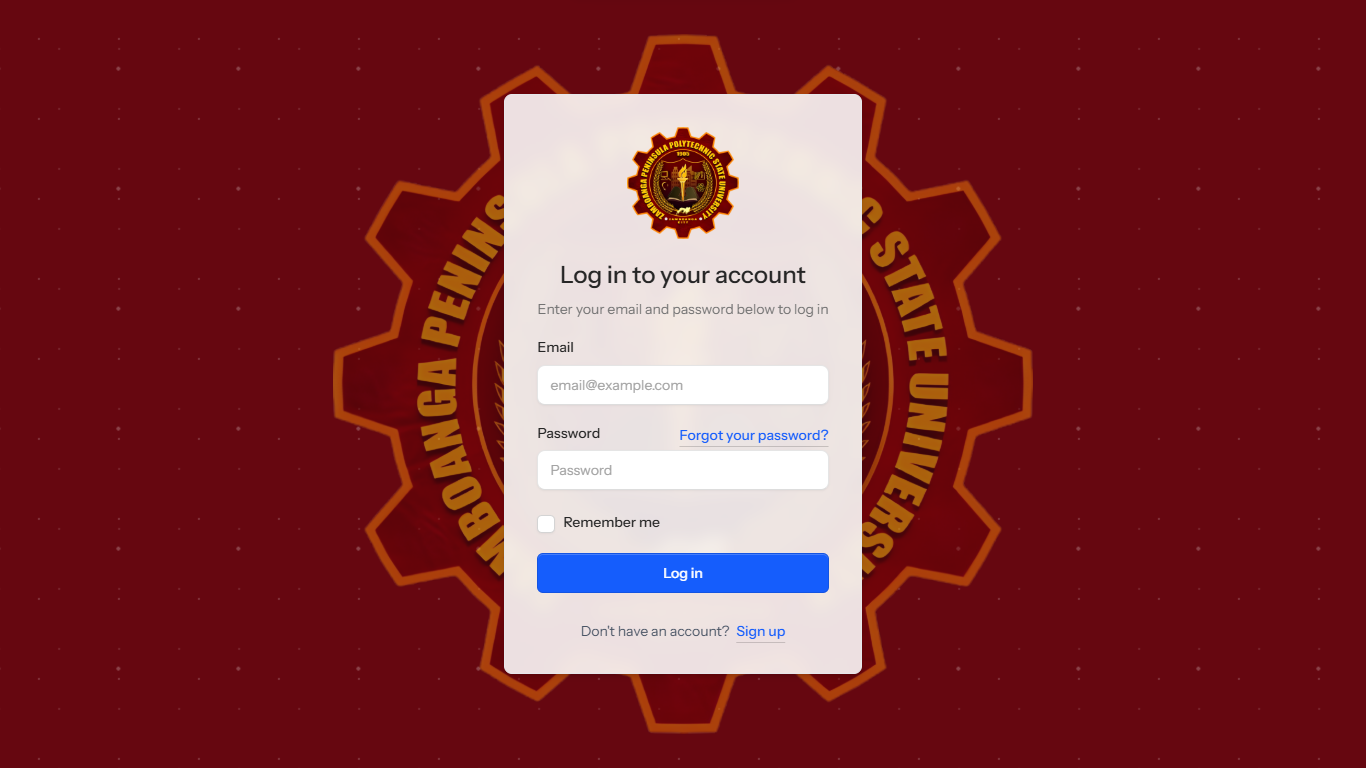 ZAMBOANGA PENINSULA POLYTECHNIC STATE UNIVERSITY
1905
Log in to your account
Enter your email and password below to log in
Email
email@example.com
Password
Forgot your password?
Password
Remember me
Log in
Don't have an account? Sign up
MBOANGA PENINS
STATE UNIVERSI